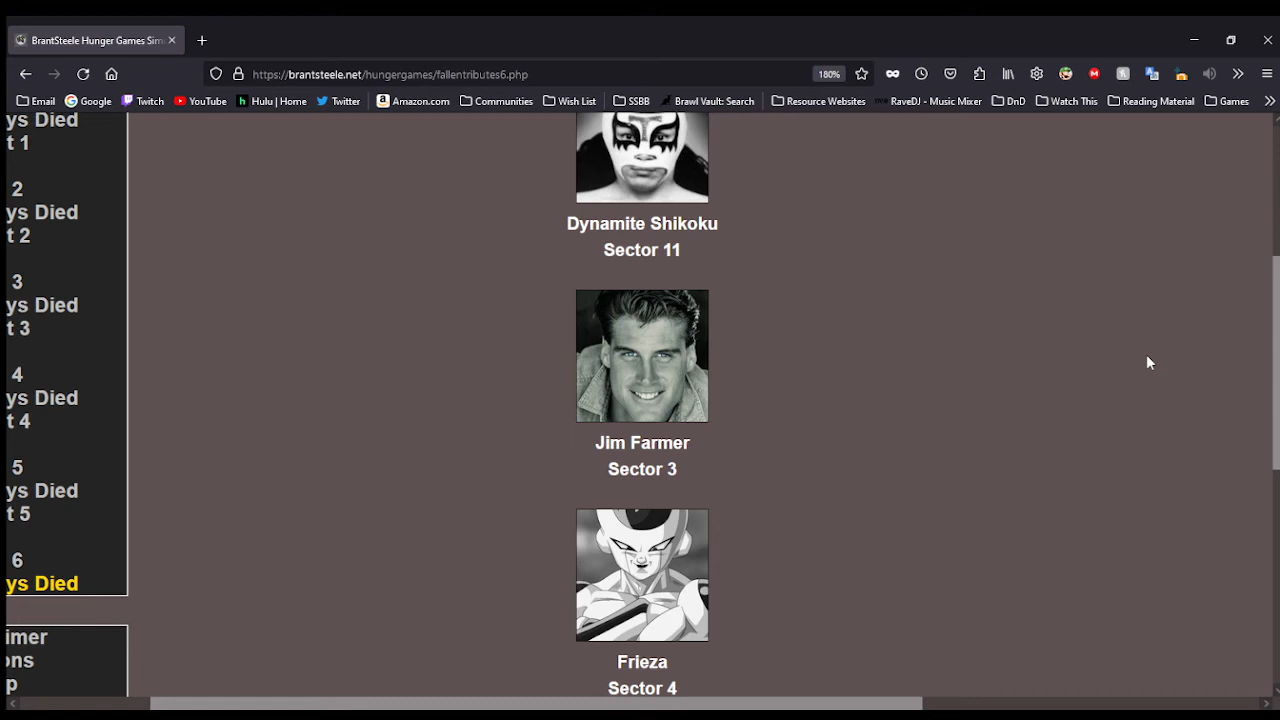 BrantSteele Hunger Games Sim
https://brantsteele.net/hungergames/fallentributes6.php
180%
Email
Google
Twitch
YouTube
Hulu | Home
Twitter
Amazon.com
Communities
Wish List
SSBB
Brawl Vault: Search
Resource Websites
RaveDJ - Music Mixer
DnD
Watch This
Reading Material
Games
ys Died
t 1
2
ys Died
t 2
3
ys Died
t 3
4
ys Died
t 4
5
ys Died
t 5
6
ys Died
imer
ons
p
Dynamite Shikoku
Sector 11
Jim Farmer
Sector 3
Frieza
Sector 4